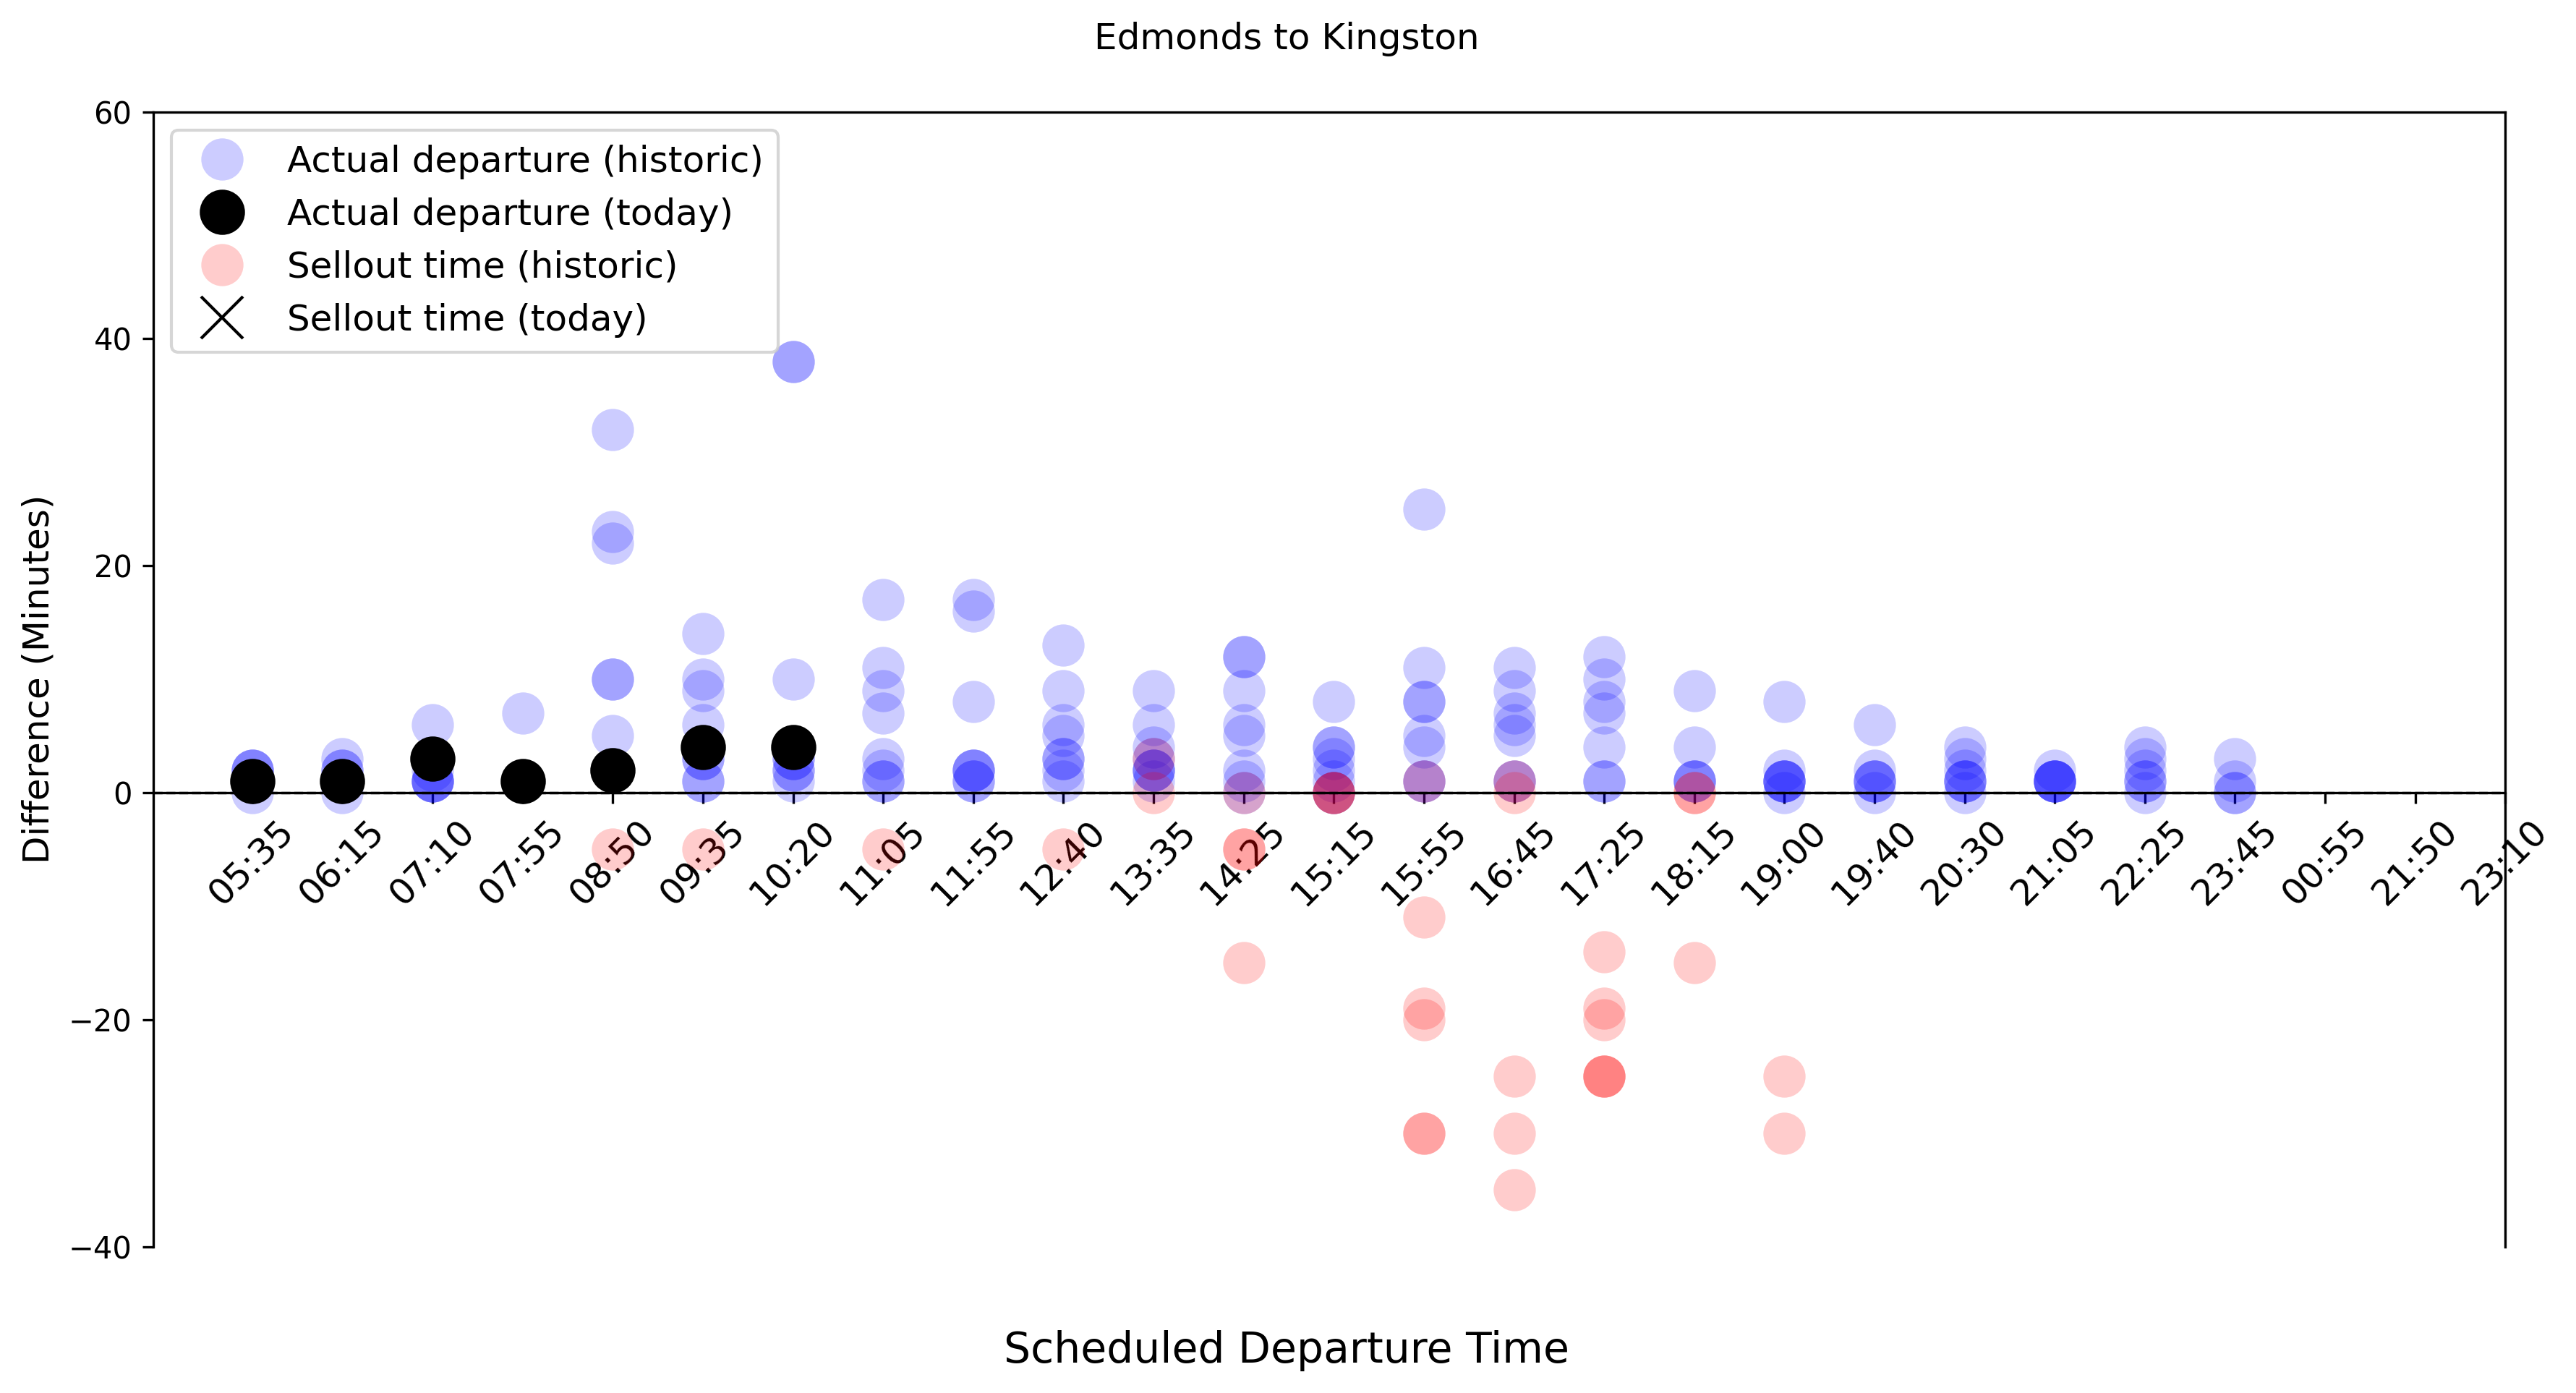 Edmonds to Kingston
60
Actual departure (historic)
Actual departure (today)
Sellout time (historic)
Sellout time (today)
40
20
0
−20
−40
Difference (Minutes)
05:35 06:15 07:10 07:55 08:50 09:35 10:20 11:05 11:55 12:40 13:35 14:25 15:15 15:55 16:45 17:25 18:15 19:00 19:40 20:30 21:05 22:25 23:45 00:55 21:50 23:10
Scheduled Departure Time